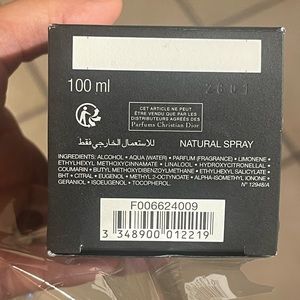 100 ml
CET ARTICLE NE PEUT
ÊTRE VENDU QUE PAR LES
DISTRIBUTEURS AGRÉÉS DES
Parfums Christian Dior
للاستعمال الخارجي فقط
NATURAL SPRAY
INGREDIENTS: ALCOHOL • AQUA (WATER) • PARFUM (FRAGRANCE) • LIMONENE •
ETHYLHEXYL METHOXYCINNAMATE • LINALOOL • HYDROXYCITRONELLAL •
COUMARIN • BUTYL METHOXYDIBENZOYLMETHANE • ETHYLHEXYL SALICYLATE •
BHT • CITRAL • EUGENOL • METHYL 2-OCTYNOATE • ALPHA-ISOMETHYL IONONE •
GERANIOL • ISOEUGENOL • TOCOPHEROL
N° 12948/A
F006624009
3 348900 012219